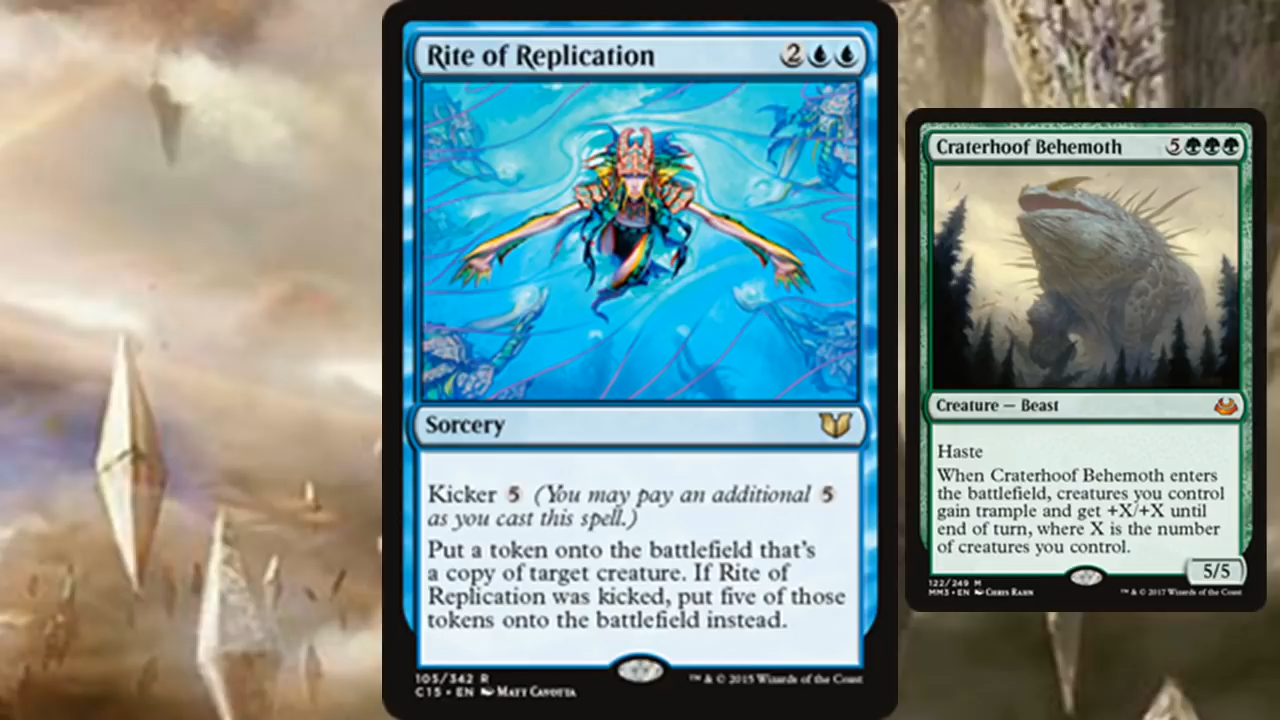 Rite of Replication 2
Sorcery
Kicker 5 (You may pay an additional 5
as you cast this spell.)
Put a token onto the battlefield that's
a copy of target creature. If Rite of
Replication was kicked, put five of those
tokens onto the battlefield instead.
105/342 R
C15 • EN Matt Cavotta
™ & © 2015 Wizards of the Coast
Craterhoof Behemoth 5
Creature — Beast
Haste
When Craterhoof Behemoth enters
the battlefield, creatures you control
gain trample and get +X/+X until
end of turn, where X is the number
of creatures you control.
5/5
122/249 M
MM3 • EN Chris Rahn
™ & © 2017 Wizards of the Coast